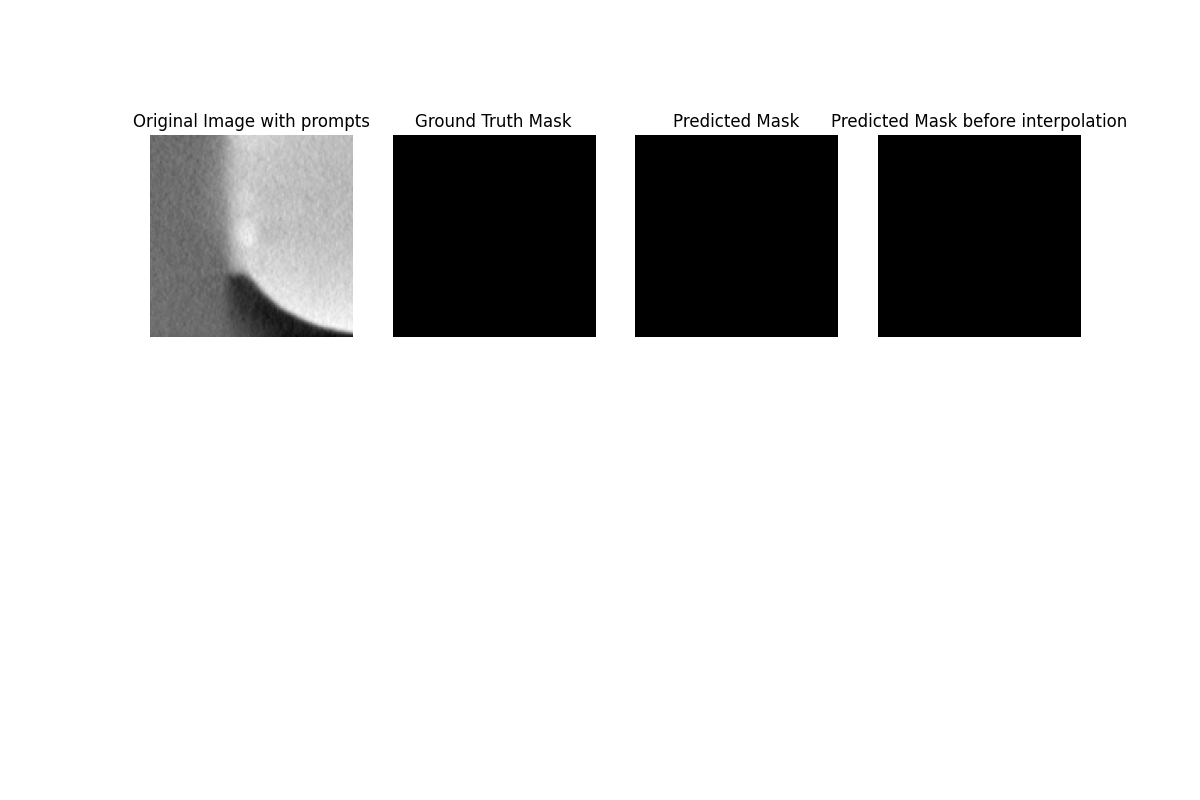 Original Image with prompts
Ground Truth Mask
Predicted Mask
Predicted Mask before interpolation